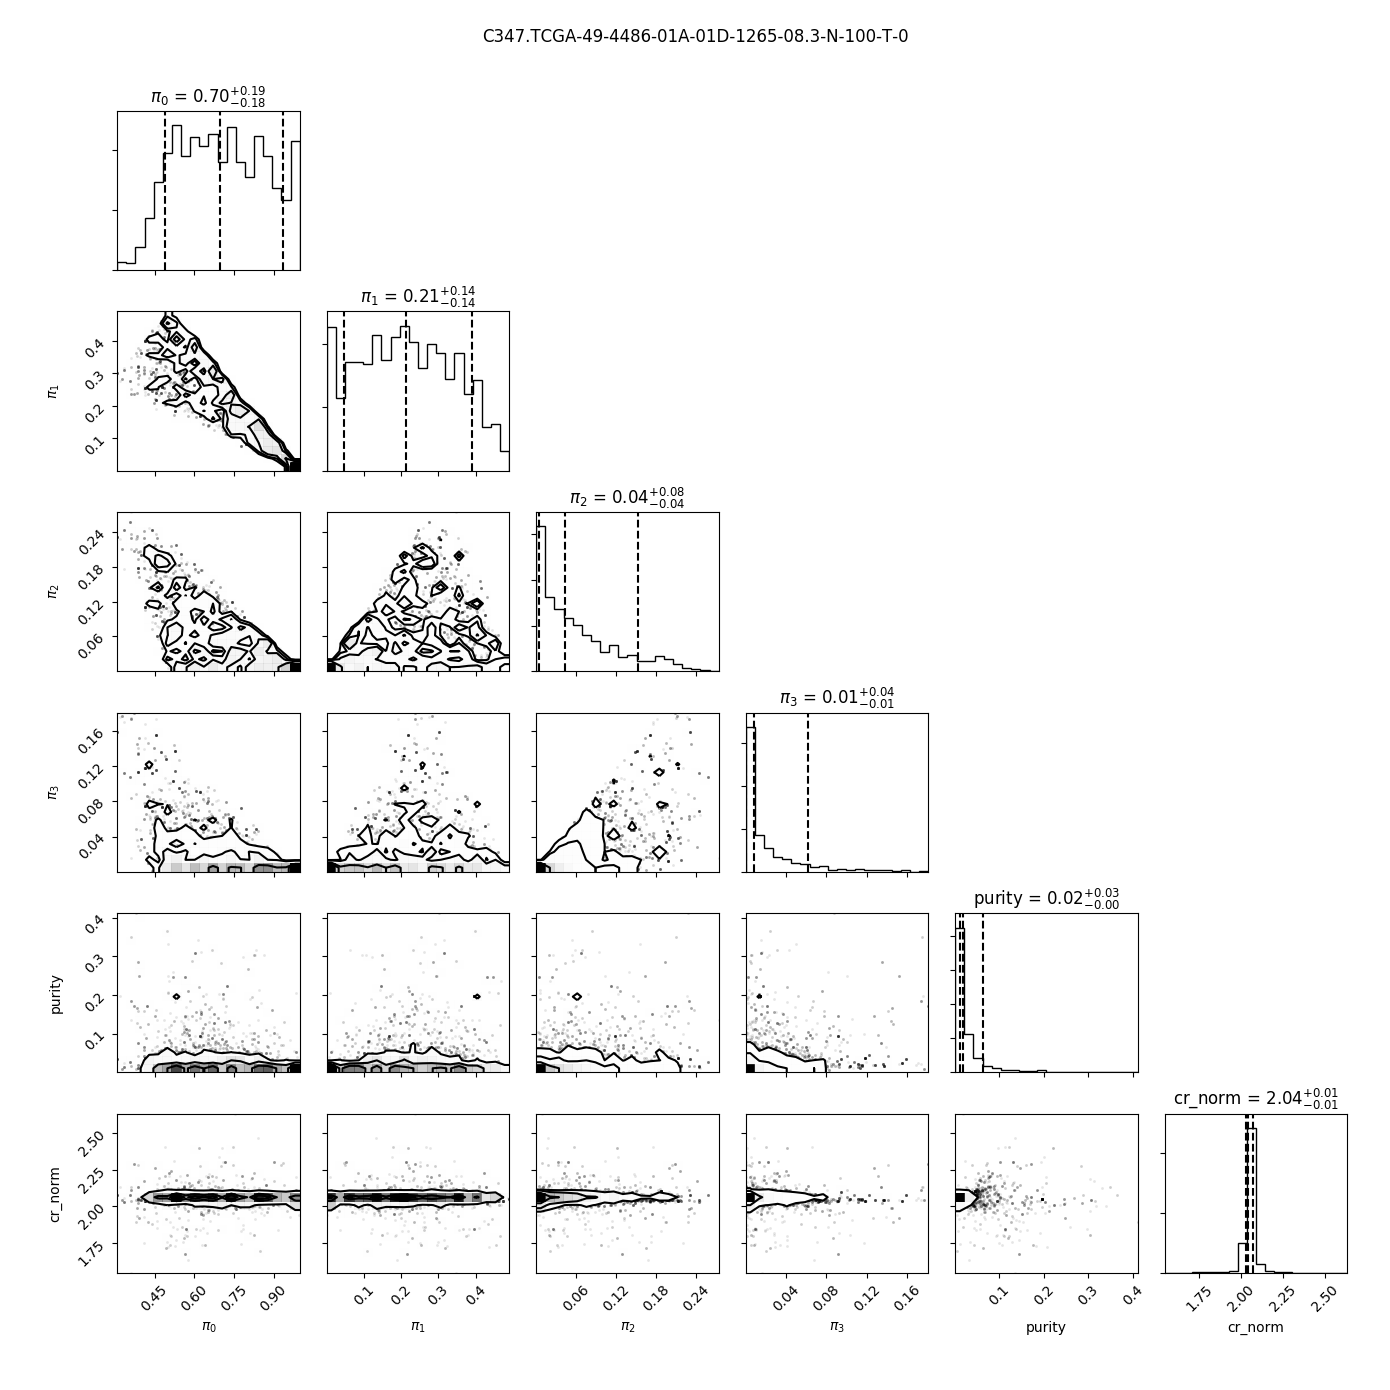 C347.TCGA-49-4486-01A-01D-1265-08.3-N-100-T-0
π₀ = 0.70 +0.19 −0.18
π₁ = 0.21 +0.14 −0.14
0.4
0.3
0.2
0.1
π₁
π₂ = 0.04 +0.08 −0.04
0.24
0.18
0.12
0.06
π₂
π₃ = 0.01 +0.04 −0.01
0.16
0.12
0.08
0.04
π₃
purity = 0.02 +0.03 −0.00
0.4
0.3
0.2
0.1
purity
cr_norm = 2.04 +0.01 −0.01
2.50
2.25
2.00
1.75
cr_norm
0.45 0.60 0.75 0.90
0.1 0.2 0.3 0.4
0.06 0.12 0.18 0.24
0.04 0.08 0.12 0.16
0.1 0.2 0.3 0.4
1.75 2.00 2.25 2.50
π₀ π₁ π₂ π₃ purity cr_norm